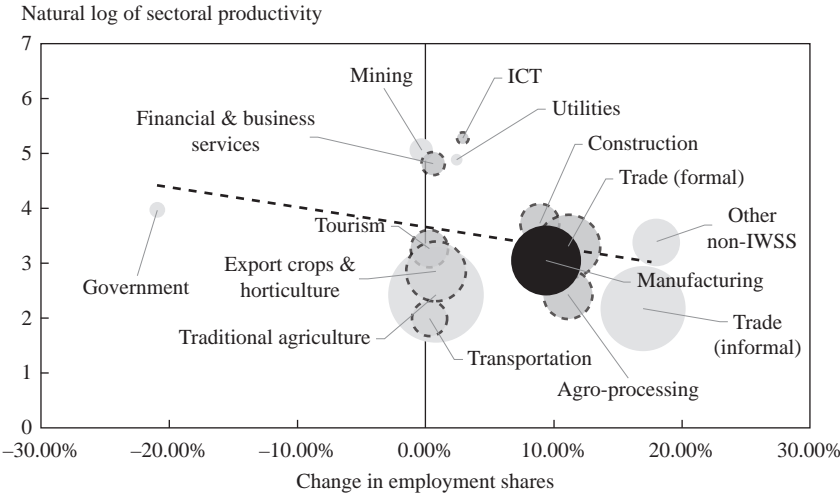 Natural log of sectoral productivity
7
6
5
4
3
2
1
0
Mining
ICT
Financial & business
services
Utilities
Construction
Trade (formal)
Tourism
Other
non-IWSS
Government
Export crops &
horticulture
Manufacturing
Traditional agriculture
Trade
(informal)
Transportation
Agro-processing
–30.00%
–20.00%
–10.00%
0.00%
10.00%
20.00%
30.00%
Change in employment shares